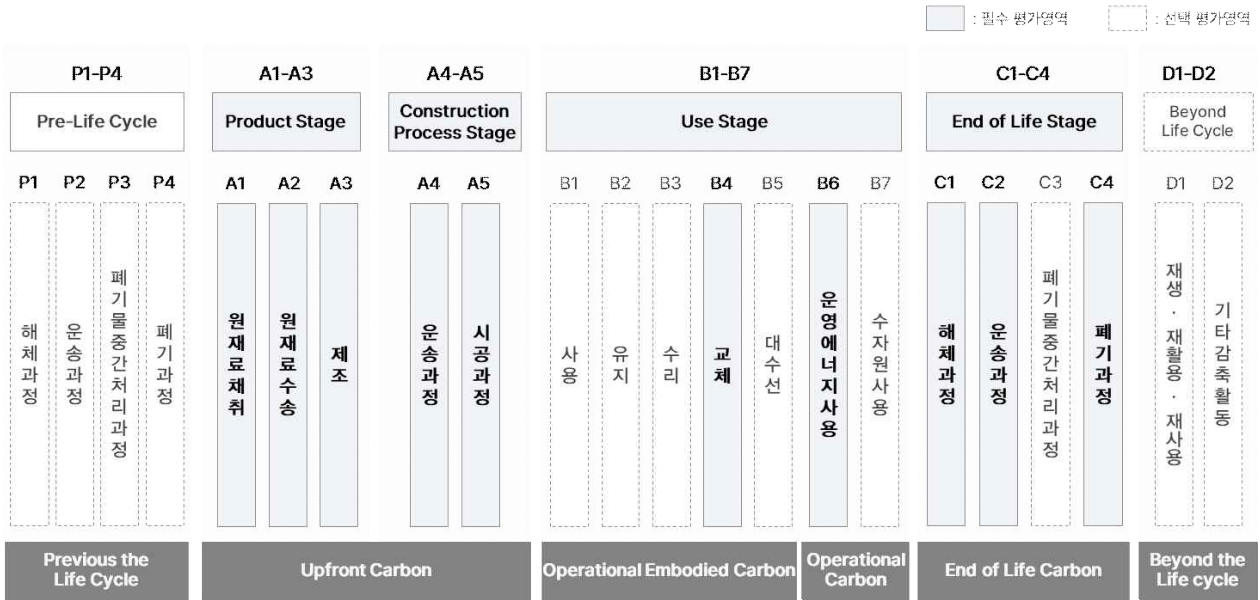 : 필수 평가영역
: 선택 평가영역
P1-P4
A1-A3
A4-A5
B1-B7
C1-C4
D1-D2
Pre-Life Cycle
Product Stage
Construction
Process Stage
Use Stage
End of Life Stage
Beyond
Life Cycle
P1 P2 P3 P4
A1 A2 A3
A4 A5
B1 B2 B3 B4 B5 B6 B7
C1 C2 C3 C4
D1 D2
해체과정
운송과정
폐기물중간처리과정
폐기과정
원재료채취
원재료수송
제조
운송과정
시공과정
사용
유지
수리
교체
대수선
운영에너지사용
수자원사용
해체과정
운송과정
폐기물중간처리과정
폐기과정
재생·재활용·재사용
기타감축활동
Previous the
Life Cycle
Upfront Carbon
Operational Embodied Carbon
Operational
Carbon
End of Life Carbon
Beyond the
Life cycle